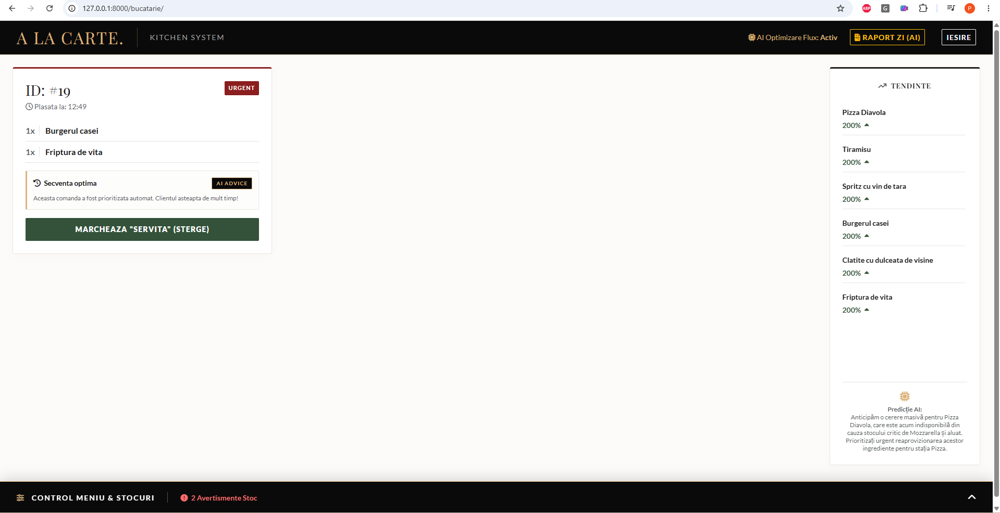 127.0.0.1:8000/bucatarie/
ABP
G
P
A LA CARTE.
KITCHEN SYSTEM
AI Optimizare Flux: Activ
RAPORT ZI (AI)
IESIRE
ID: #19
URGENT
Plasata la: 12:49
1x Burgerul casei
1x Friptura de vita
Secventa optima
AI ADVICE
Aceasta comanda a fost prioritizata automat. Clientul asteapta de mult timp!
MARCHEAZA "SERVITA" (STERGE)
TENDINTE
Pizza Diavola
200%
Tiramisu
200%
Spritz cu vin de tara
200%
Burgerul casei
200%
Clatite cu dulceata de visine
200%
Friptura de vita
200%
Predicție AI:
Anticipăm o cerere masivă pentru Pizza
Diavola, care este acum indisponibilă din
cauza stocului critic de Mozzarella și aluat.
Prioritizați urgent reaprovizionarea acestor
ingrediente pentru stația Pizza.
CONTROL MENIU & STOCURI
2 Avertismente Stoc